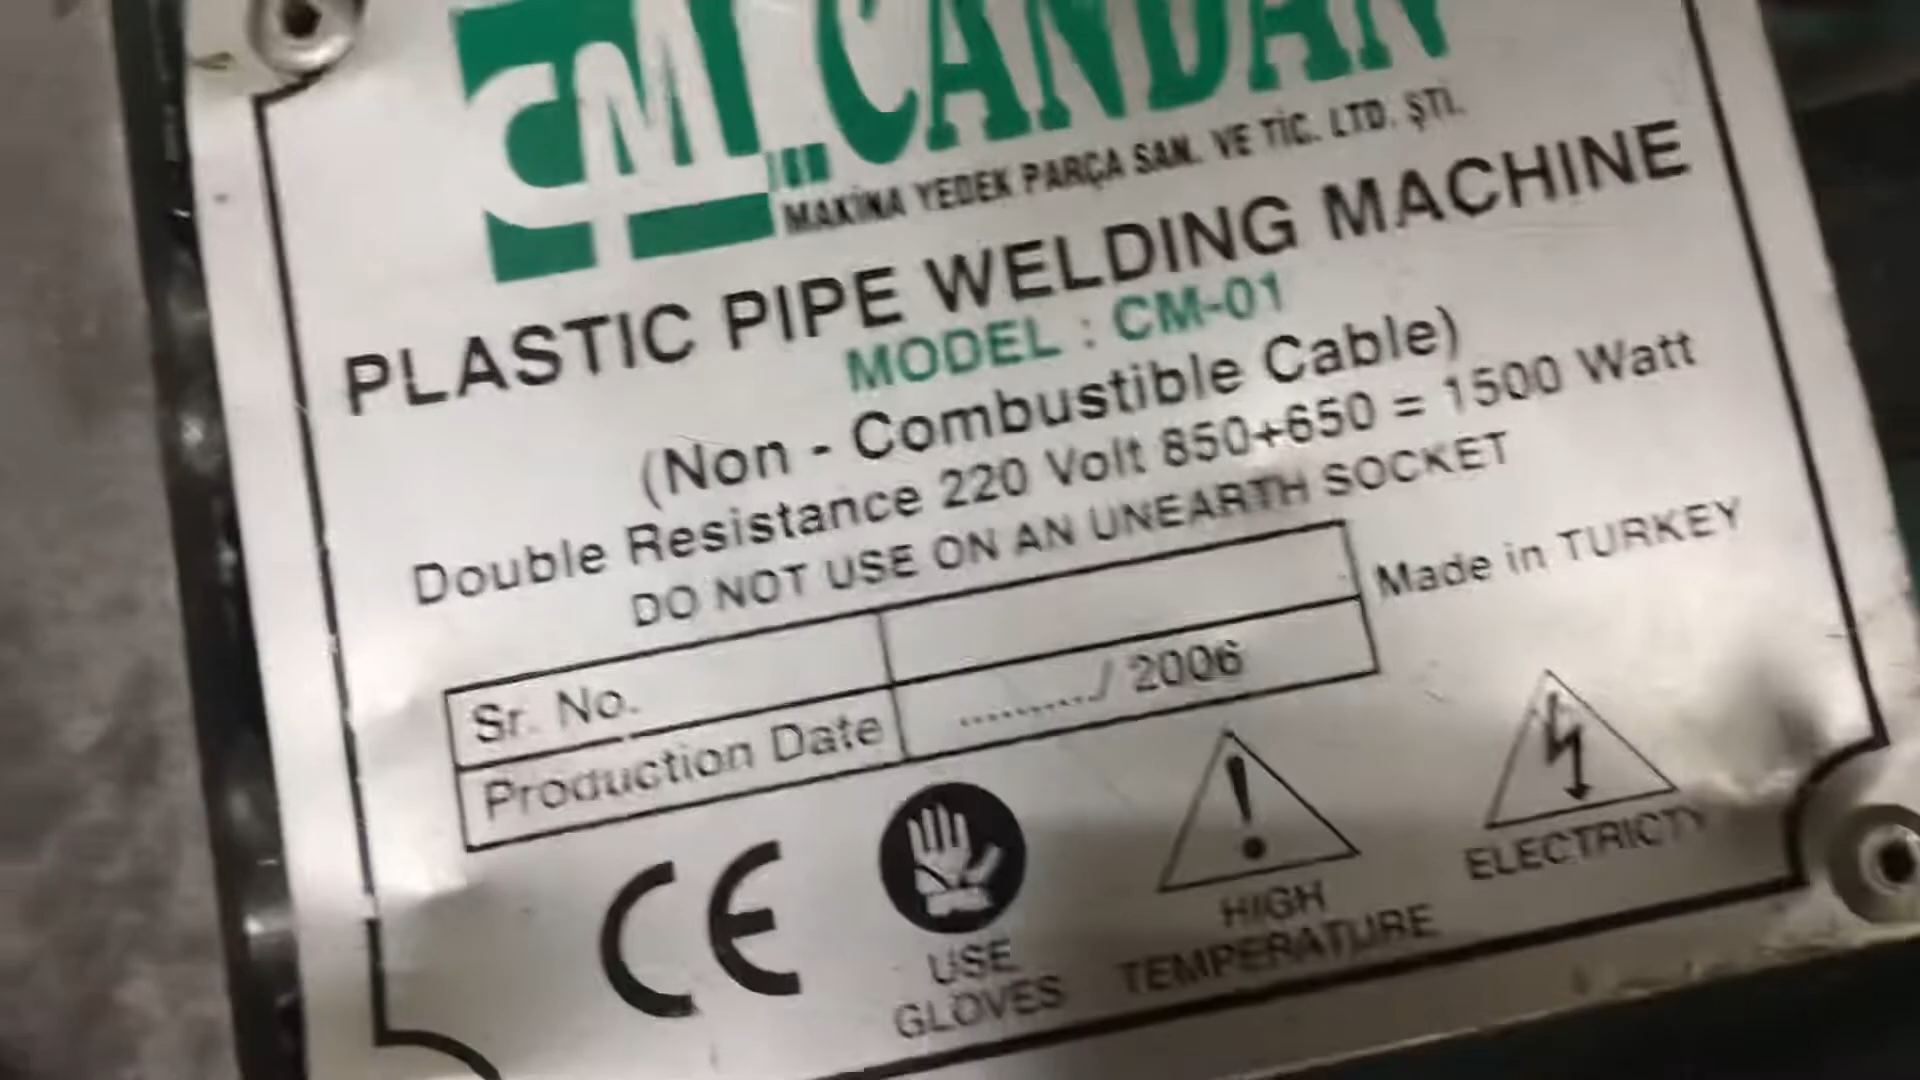 CM CANDAN
MAKİNA YEDEK PARÇA SAN. VE TİC. LTD. ŞTİ.
PLASTIC PIPE WELDING MACHINE
MODEL : CM-01
(Non - Combustible Cable)
Double Resistance 220 Volt 850+650 = 1500 Watt
DO NOT USE ON AN UNEARTH SOCKET
Made in TURKEY
Sr. No.
Production Date ........../ 2006
CE
USE
GLOVES
HIGH
TEMPERATURE
ELECTRICTY